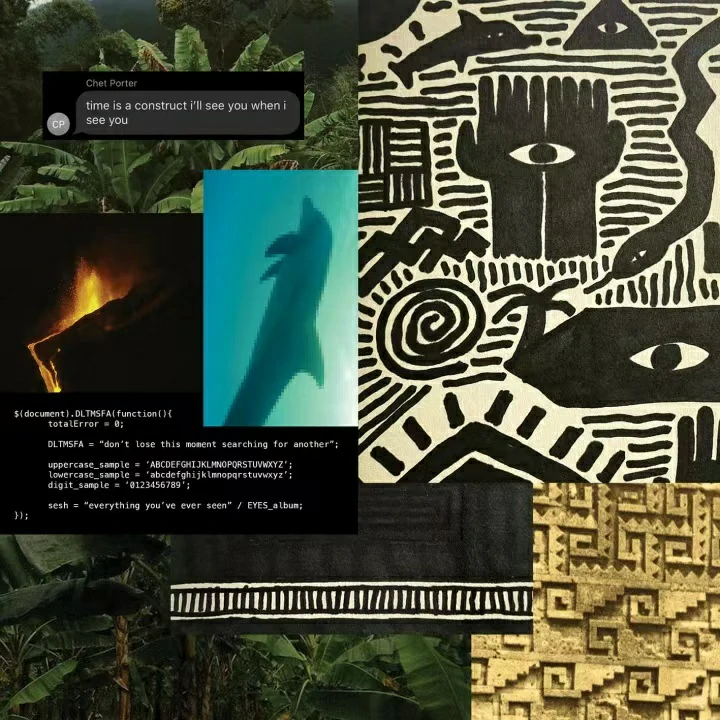 Chet Porter
time is a construct i'll see you when i
see you
CP
$(document).DLTMSFA(function(){
totalError = 0;
DLTMSFA = “don’t lose this moment searching for another”;
uppercase_sample = ‘ABCDEFGHIJKLMNOPQRSTUVWXYZ’;
lowercase_sample = ‘abcdefghijklmnopqrstuvwxyz’;
digit_sample = ‘0123456789’;
sesh = “everything you’ve ever seen” / EYES_album;
});